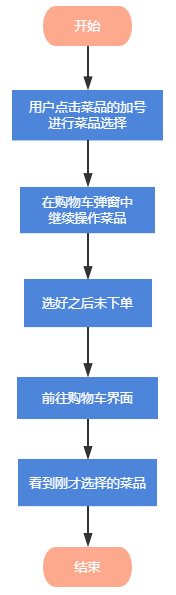 开始
用户点击菜品的加号
进行菜品选择
在购物车弹窗中
继续操作菜品
选好之后未下单
前往购物车界面
看到刚才选择的菜品
结束